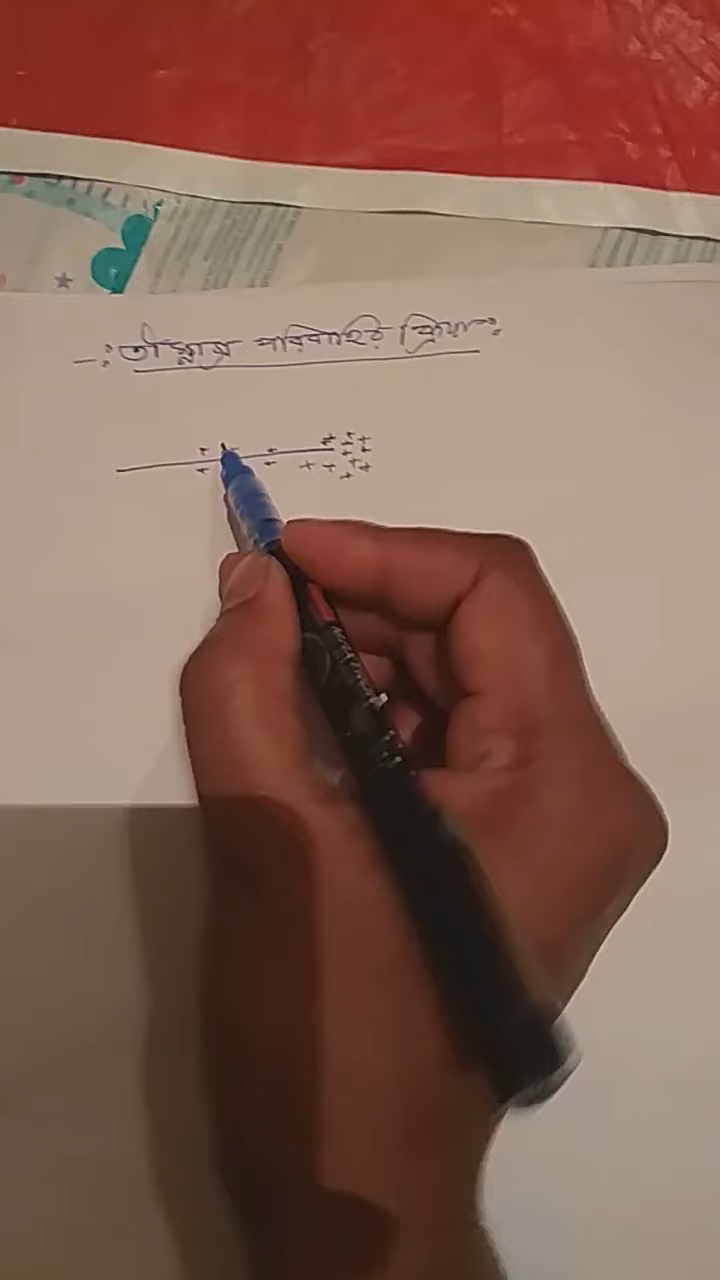 -: তীক্ষ্ণাগ্র পরিবাহির ক্রিয়া :-
+ + + + + + +
+ + + + + + +